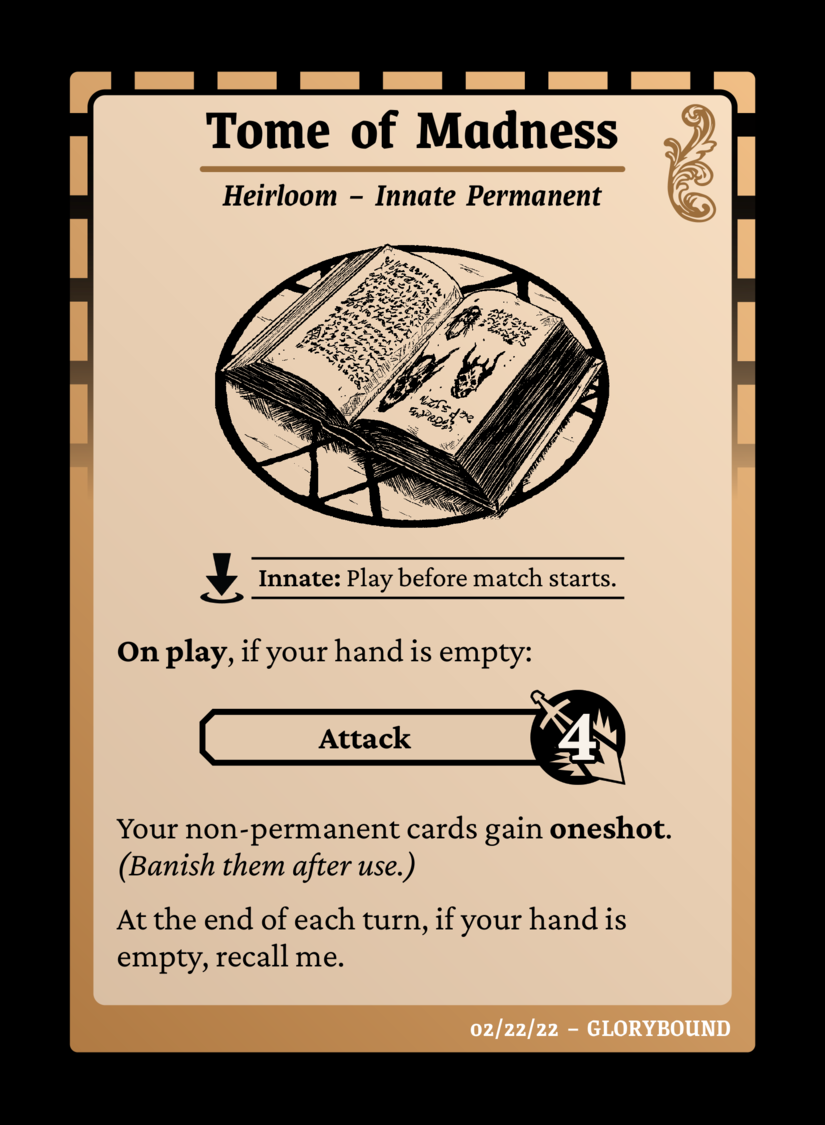 Tome of Madness
Heirloom – Innate Permanent
Innate: Play before match starts.
On play, if your hand is empty:
Attack
4
Your non-permanent cards gain oneshot.
(Banish them after use.)
At the end of each turn, if your hand is
empty, recall me.
02/22/22 – GLORYBOUND